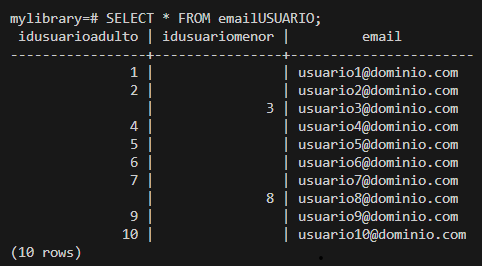 mylibrary=# SELECT * FROM emailUSUARIO;
 idusuarioadulto | idusuariomenor |         email
-----------------+----------------+-----------------------
               1 |                | usuario1@dominio.com
               2 |                | usuario2@dominio.com
                 |              3 | usuario3@dominio.com
               4 |                | usuario4@dominio.com
               5 |                | usuario5@dominio.com
               6 |                | usuario6@dominio.com
               7 |                | usuario7@dominio.com
                 |              8 | usuario8@dominio.com
               9 |                | usuario9@dominio.com
              10 |                | usuario10@dominio.com
(10 rows)